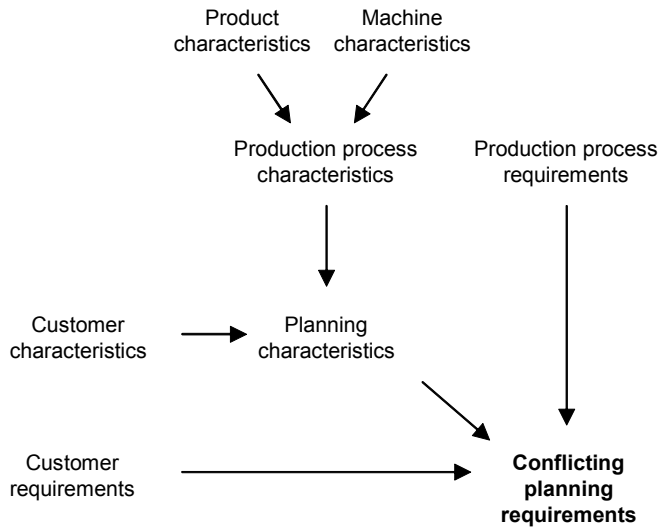 Product
characteristics
Machine
characteristics
Production process
characteristics
Production process
requirements
Customer
characteristics
Planning
characteristics
Customer
requirements
Conflicting
planning
requirements